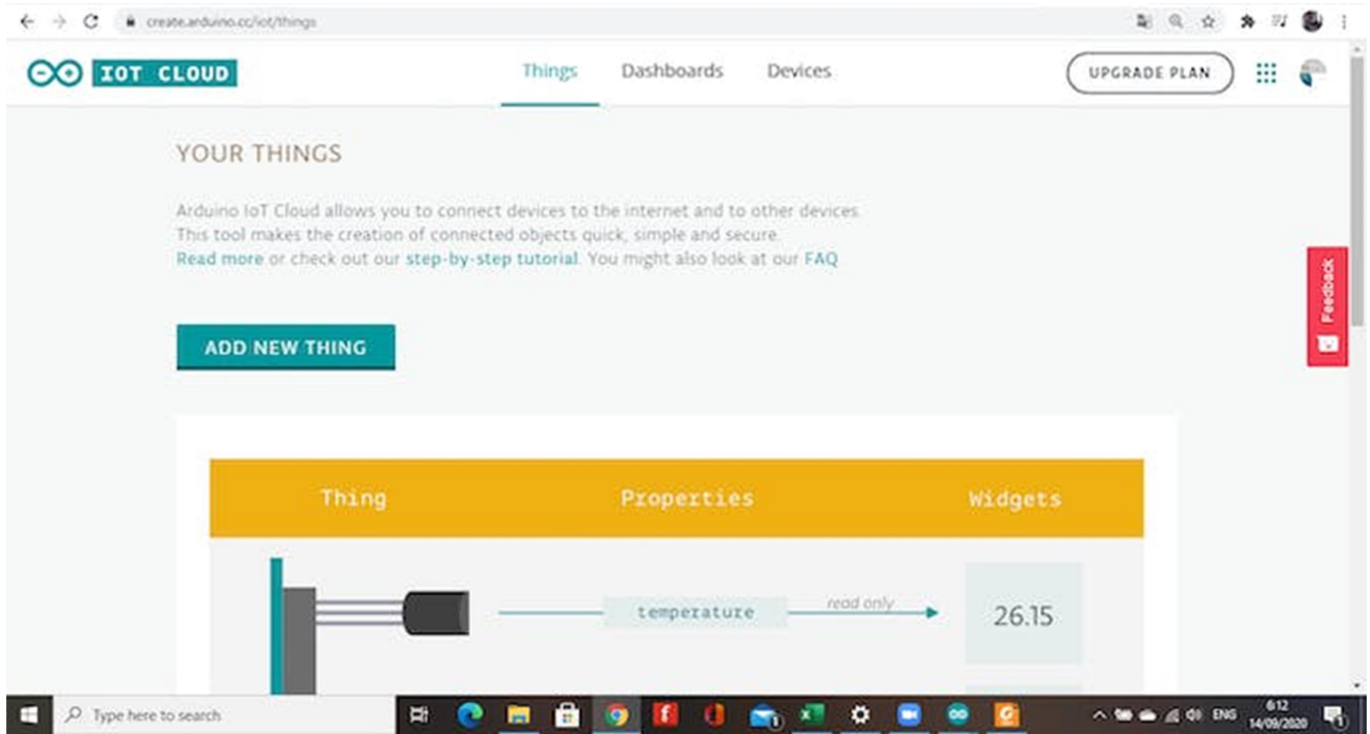 create.arduino.cc/iot/things
IOT CLOUD
Things
Dashboards
Devices
UPGRADE PLAN
YOUR THINGS
Arduino IoT Cloud allows you to connect devices to the internet and to other devices
This tool makes the creation of connected objects quick, simple and secure.
Read more or check out our step-by-step tutorial. You might also look at our FAQ
Feedback
ADD NEW THING
Thing
Properties
Widgets
temperature
read only
26.15
Type here to search
ENG
6:12
14/09/2020